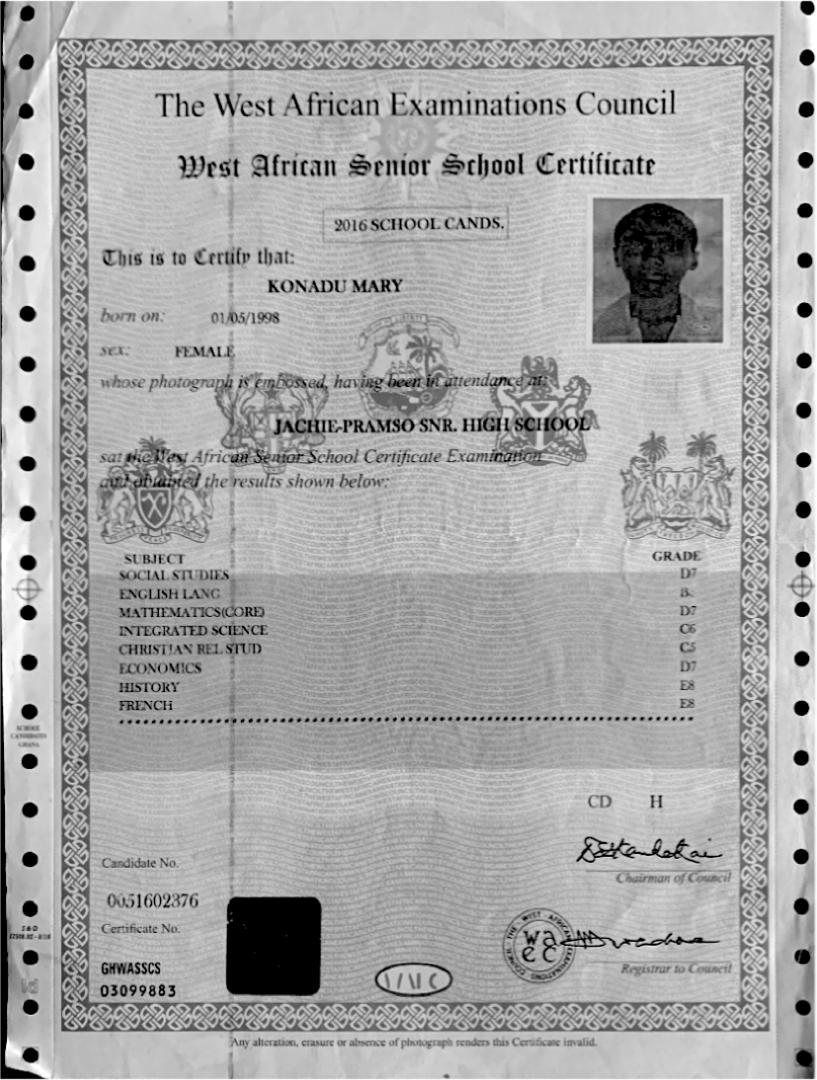 The West African Examinations Council
West African Senior School Certificate
2016 SCHOOL CANDS.
This is to Certify that:
KONADU MARY
born on: 01/05/1998
sex: FEMALE
whose photograph is embossed, having been in attendance at:
JACHIE-PRAMSO SNR. HIGH SCHOOL
sat the West African Senior School Certificate Examination
and obtained the results shown below:
SUBJECT GRADE
SOCIAL STUDIES D7
ENGLISH LANG
MATHEMATICS(CORE) D7
INTEGRATED SCIENCE C6
CHRISTIAN REL STUD C5
ECONOMICS D7
HISTORY E8
FRENCH E8
SCHOOL
CANDIDATES
GHANA
CD H
Candidate No.
Chairman of Council
0051602376
Certificate No.
THE WEST AFRICAN EXAMINATIONS COUNCIL
waec
Registrar to Council
GHWASSCS
03099883
Any alteration, erasure or absence of photograph renders this Certificate invalid.